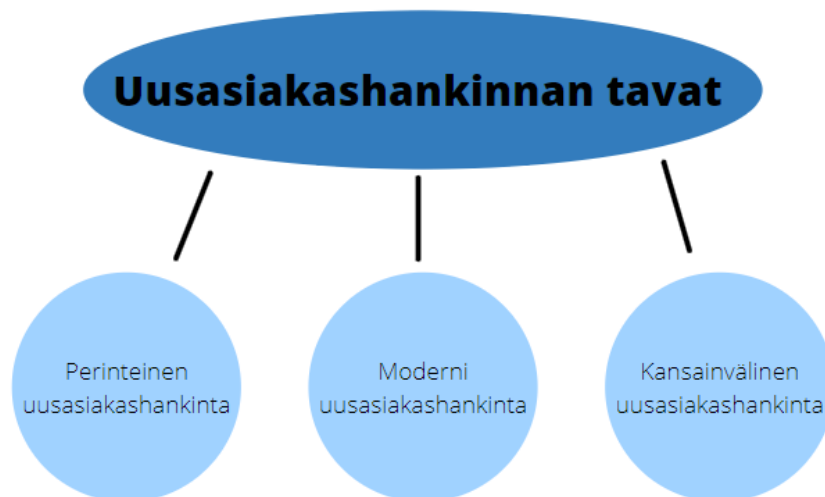 Uusasiakashankinnan tavat
Perinteinen
uusasiakashankinta
Moderni
uusasiakashankinta
Kansainvälinen
uusasiakashankinta